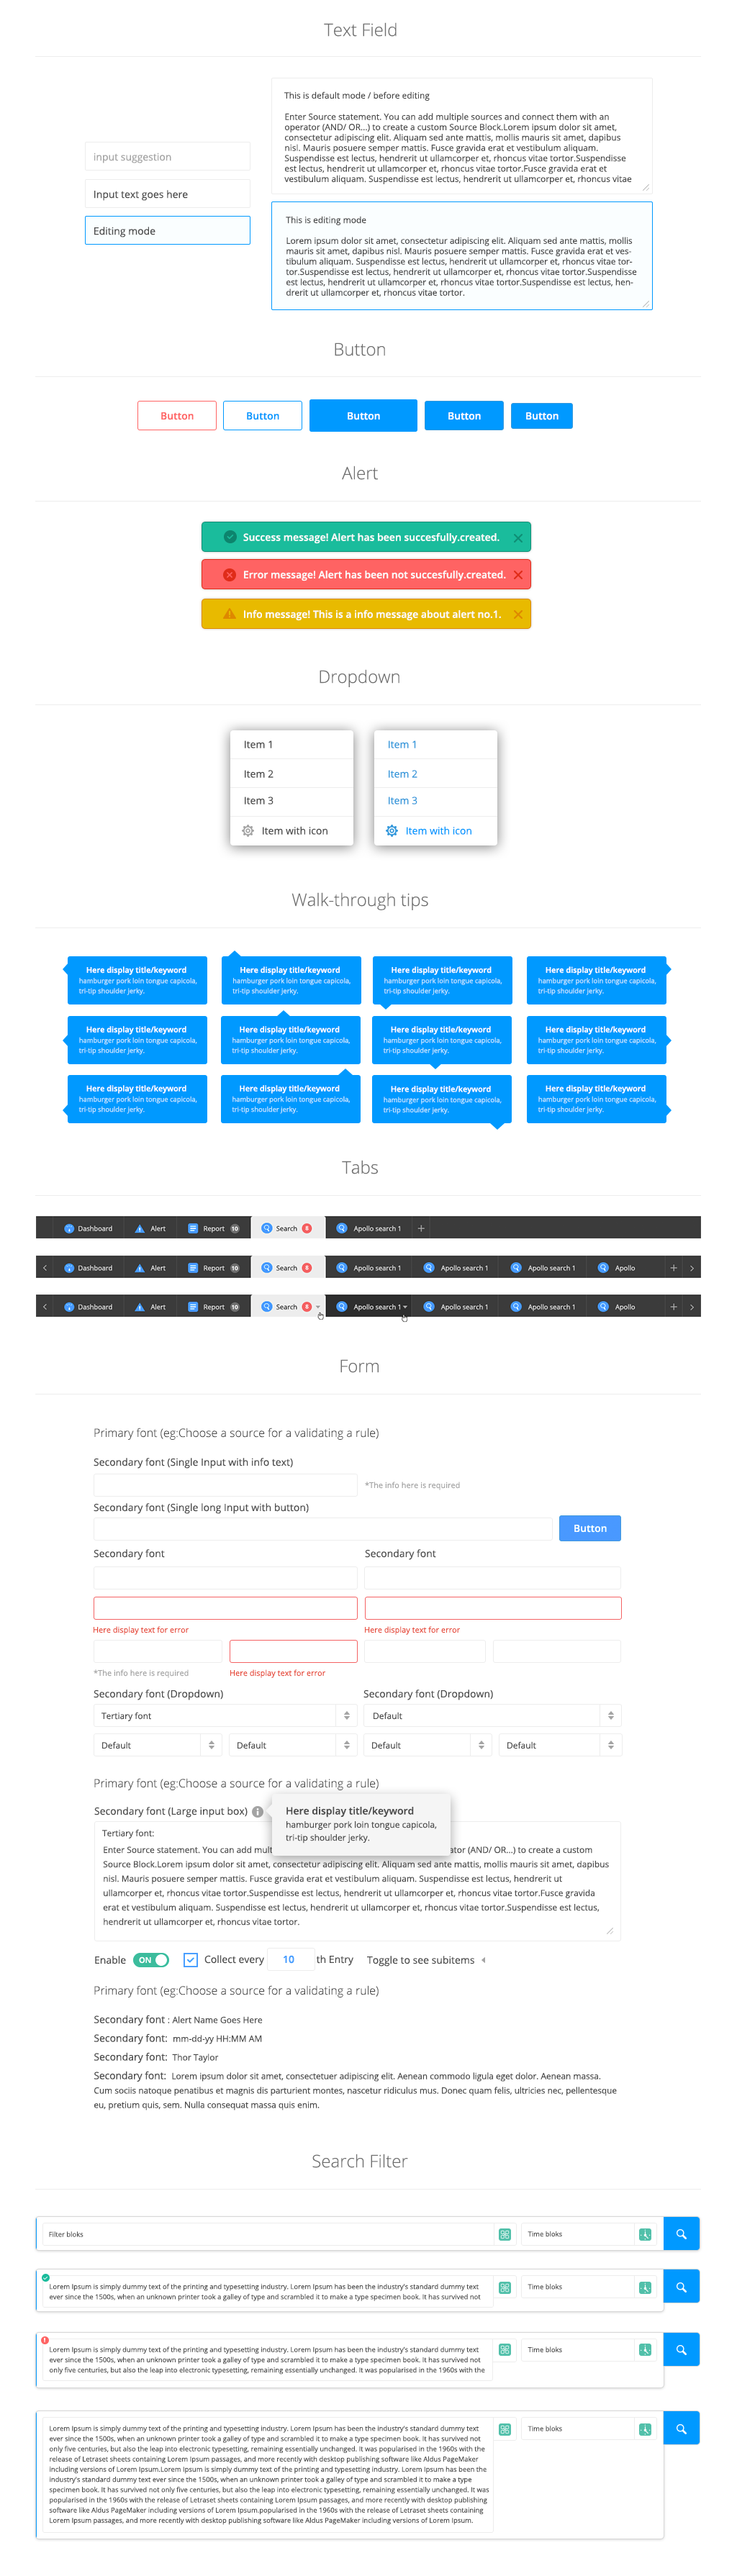 Text Field
This is default mode / before editing
Enter Source statement. You can add multiple sources and connect them with an
operator (AND/ OR...) to create a custom Source Block.Lorem ipsum dolor sit amet,
consectetur adipiscing elit. Aliquam sed ante mattis, mollis mauris sit amet, dapibus
nisl. Mauris posuere semper mattis. Fusce gravida erat et vestibulum aliquam.
Suspendisse est lectus, hendrerit ut ullamcorper et, rhoncus vitae tortor.Suspendisse
est lectus, hendrerit ut ullamcorper et, rhoncus vitae tortor.Fusce gravida erat et
vestibulum aliquam. Suspendisse est lectus, hendrerit ut ullamcorper et, rhoncus vitae
input suggestion
Input text goes here
Editing mode
This is editing mode
Lorem ipsum dolor sit amet, consectetur adipiscing elit. Aliquam sed ante mattis, mollis
mauris sit amet, dapibus nisl. Mauris posuere semper mattis. Fusce gravida erat et ves-
tibulum aliquam. Suspendisse est lectus, hendrerit ut ullamcorper et, rhoncus vitae tor-
tor.Suspendisse est lectus, hendrerit ut ullamcorper et, rhoncus vitae tortor.Suspendisse
est lectus, hendrerit ut ullamcorper et, rhoncus vitae tortor.Suspendisse est lectus, hen-
drerit ut ullamcorper et, rhoncus vitae tortor.
Button
Button Button Button Button Button
Alert
Success message! Alert has been succesfully.created.
Error message! Alert has been not succesfully.created.
Info message! This is a info message about alert no.1.
Dropdown
Item 1
Item 2
Item 3
Item with icon
Item 1
Item 2
Item 3
Item with icon
Walk-through tips
Here display title/keyword
hamburger pork loin tongue capicola,
tri-tip shoulder jerky.
Here display title/keyword
hamburger pork loin tongue capicola,
tri-tip shoulder jerky.
Here display title/keyword
hamburger pork loin tongue capicola,
tri-tip shoulder jerky.
Here display title/keyword
hamburger pork loin tongue capicola,
tri-tip shoulder jerky.
Here display title/keyword
hamburger pork loin tongue capicola,
tri-tip shoulder jerky.
Here display title/keyword
hamburger pork loin tongue capicola,
tri-tip shoulder jerky.
Here display title/keyword
hamburger pork loin tongue capicola,
tri-tip shoulder jerky.
Here display title/keyword
hamburger pork loin tongue capicola,
tri-tip shoulder jerky.
Here display title/keyword
hamburger pork loin tongue capicola,
tri-tip shoulder jerky.
Here display title/keyword
hamburger pork loin tongue capicola,
tri-tip shoulder jerky.
Here display title/keyword
hamburger pork loin tongue capicola,
tri-tip shoulder jerky.
Here display title/keyword
hamburger pork loin tongue capicola,
tri-tip shoulder jerky.
Tabs
Dashboard Alert Report 10 Search Apollo search 1
Dashboard Alert Report 10 Search Apollo search 1 Apollo search 1 Apollo search 1 Apollo
Dashboard Alert Report 10 Search Apollo search 1 Apollo search 1 Apollo search 1 Apollo
Form
Primary font (eg:Choose a source for a validating a rule)
Secondary font (Single Input with info text)
*The info here is required
Secondary font (Single long Input with button)
Button
Secondary font Secondary font
Here display text for error Here display text for error
*The info here is required Here display text for error
Secondary font (Dropdown) Secondary font (Dropdown)
Tertiary font Default
Default Default Default Default
Primary font (eg:Choose a source for a validating a rule)
Secondary font (Large input box)
Here display title/keyword
hamburger pork loin tongue capicola,
tri-tip shoulder jerky.
Tertiary font:
Enter Source statement. You can add mult ator (AND/ OR...) to create a custom
Source Block.Lorem ipsum dolor sit amet, consectetur adipiscing elit. Aliquam sed ante mattis, mollis mauris sit amet, dapibus
nisl. Mauris posuere semper mattis. Fusce gravida erat et vestibulum aliquam. Suspendisse est lectus, hendrerit ut
ullamcorper et, rhoncus vitae tortor.Suspendisse est lectus, hendrerit ut ullamcorper et, rhoncus vitae tortor.Fusce gravida
erat et vestibulum aliquam. Suspendisse est lectus, hendrerit ut ullamcorper et, rhoncus vitae tortor.Suspendisse est lectus,
hendrerit ut ullamcorper et, rhoncus vitae tortor.
Enable ON Collect every 10 th Entry Toggle to see subitems
Primary font (eg:Choose a source for a validating a rule)
Secondary font : Alert Name Goes Here
Secondary font: mm-dd-yy HH:MM AM
Secondary font: Thor Taylor
Secondary font: Lorem ipsum dolor sit amet, consectetuer adipiscing elit. Aenean commodo ligula eget dolor. Aenean massa.
Cum sociis natoque penatibus et magnis dis parturient montes, nascetur ridiculus mus. Donec quam felis, ultricies nec, pellentesque
eu, pretium quis, sem. Nulla consequat massa quis enim.
Search Filter
Filter bloks Time bloks
Lorem Ipsum is simply dummy text of the printing and typesetting industry. Lorem Ipsum has been the industry's standard dummy text
ever since the 1500s, when an unknown printer took a galley of type and scrambled it to make a type specimen book. It has survived not
Time bloks
Lorem Ipsum is simply dummy text of the printing and typesetting industry. Lorem Ipsum has been the industry's standard dummy text
ever since the 1500s, when an unknown printer took a galley of type and scrambled it to make a type specimen book. It has survived not
only five centuries, but also the leap into electronic typesetting, remaining essentially unchanged. It was popularised in the 1960s with the
Time bloks
Lorem Ipsum is simply dummy text of the printing and typesetting industry. Lorem Ipsum has been the industry's standard dummy text
ever since the 1500s, when an unknown printer took a galley of type and scrambled it to make a type specimen book. It has survived not
only five centuries, but also the leap into electronic typesetting, remaining essentially unchanged. It was popularised in the 1960s with the
release of Letraset sheets containing Lorem Ipsum passages, and more recently with desktop publishing software like Aldus PageMaker
including versions of Lorem Ipsum.Lorem Ipsum is simply dummy text of the printing and typesetting industry. Lorem Ipsum has been the
industry's standard dummy text ever since the 1500s, when an unknown printer took a galley of type and scrambled it to make a type
specimen book. It has survived not only five centuries, but also the leap into electronic typesetting, remaining essentially unchanged. It was
popularised in the 1960s with the release of Letraset sheets containing Lorem Ipsum passages, and more recently with desktop publishing
software like Aldus PageMaker including versions of Lorem Ipsum.popularised in the 1960s with the release of Letraset sheets containing
Lorem Ipsum passages, and more recently with desktop publishing software like Aldus PageMaker including versions of Lorem Ipsum.
Time bloks